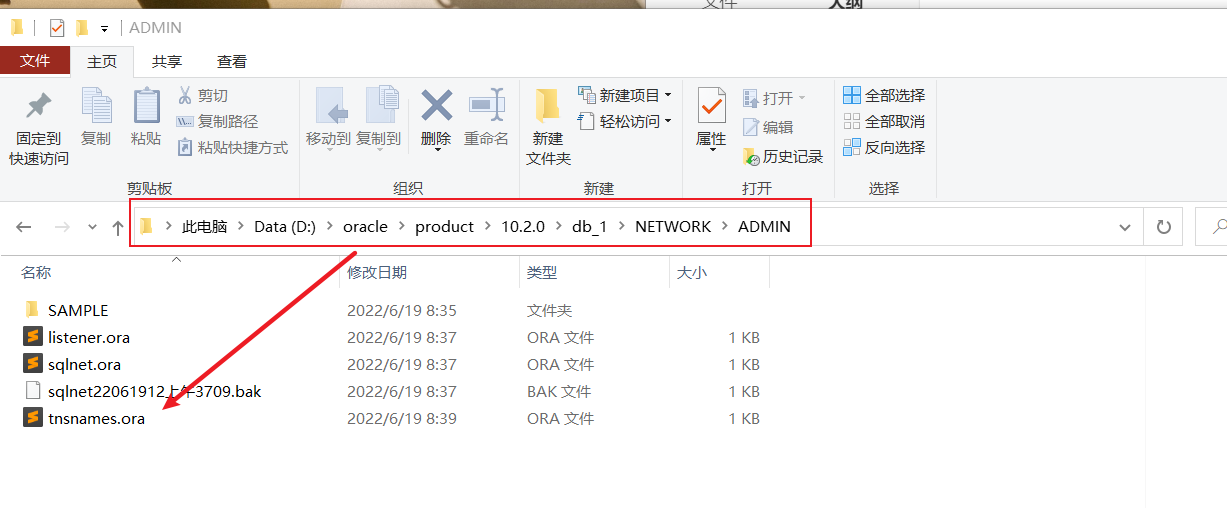 文件
大纲
ADMIN
文件 主页 共享 查看
固定到
快速访问
复制
粘贴
剪切
复制路径
粘贴快捷方式
剪贴板
移动到
复制到
删除
重命名
组织
新建
文件夹
新建项目
轻松访问
新建
属性
打开
编辑
历史记录
打开
全部选择
全部取消
反向选择
选择
此电脑 Data (D:) oracle product 10.2.0 db_1 NETWORK ADMIN
名称 修改日期 类型 大小
SAMPLE 2022/6/19 8:35 文件夹
listener.ora 2022/6/19 8:37 ORA 文件 1 KB
sqlnet.ora 2022/6/19 8:37 ORA 文件 1 KB
sqlnet22061912上午3709.bak 2022/6/19 8:37 BAK 文件 1 KB
tnsnames.ora 2022/6/19 8:39 ORA 文件 1 KB